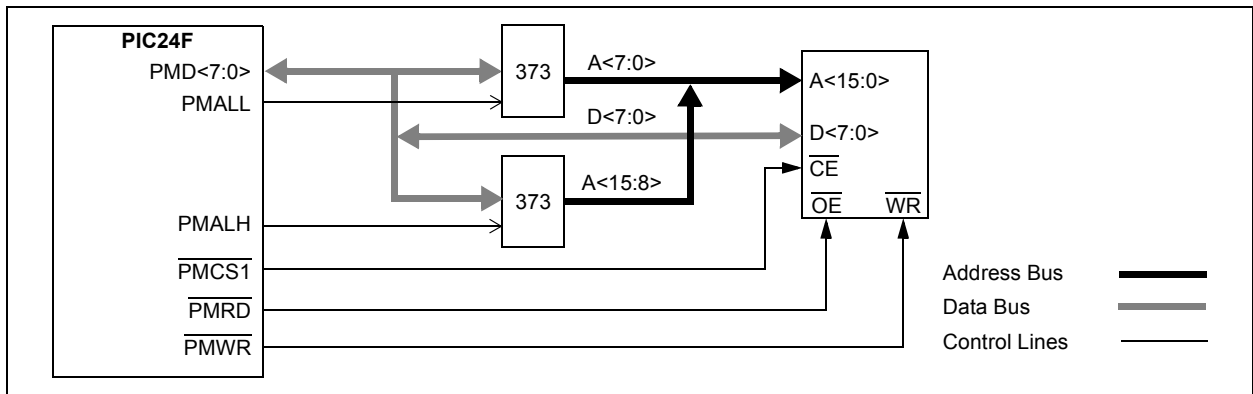 PIC24F
PMD<7:0>
PMALL
PMALH
PMCS1
PMRD
PMWR
373
373
A<7:0>
D<7:0>
A<15:8>
A<15:0>
D<7:0>
CE
OE WR
Address Bus
Data Bus
Control Lines